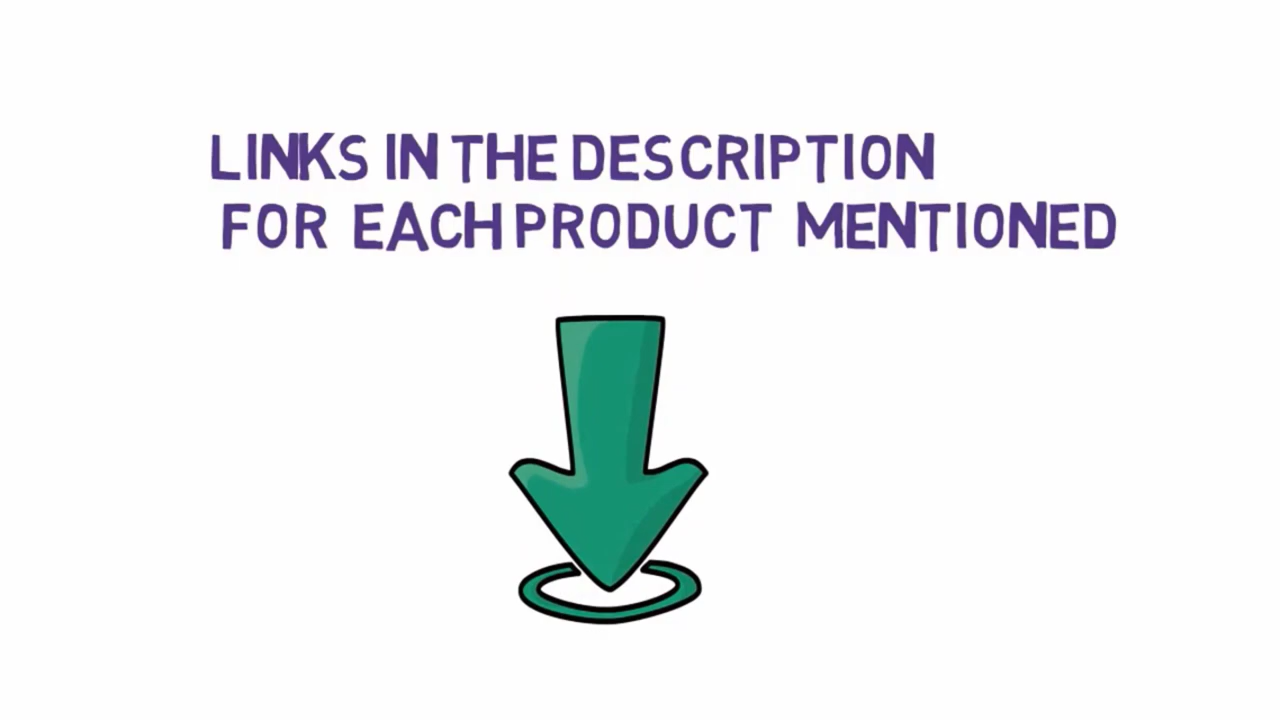 LINKS IN THE DESCRIPTION
FOR EACH PRODUCT MENTIONED